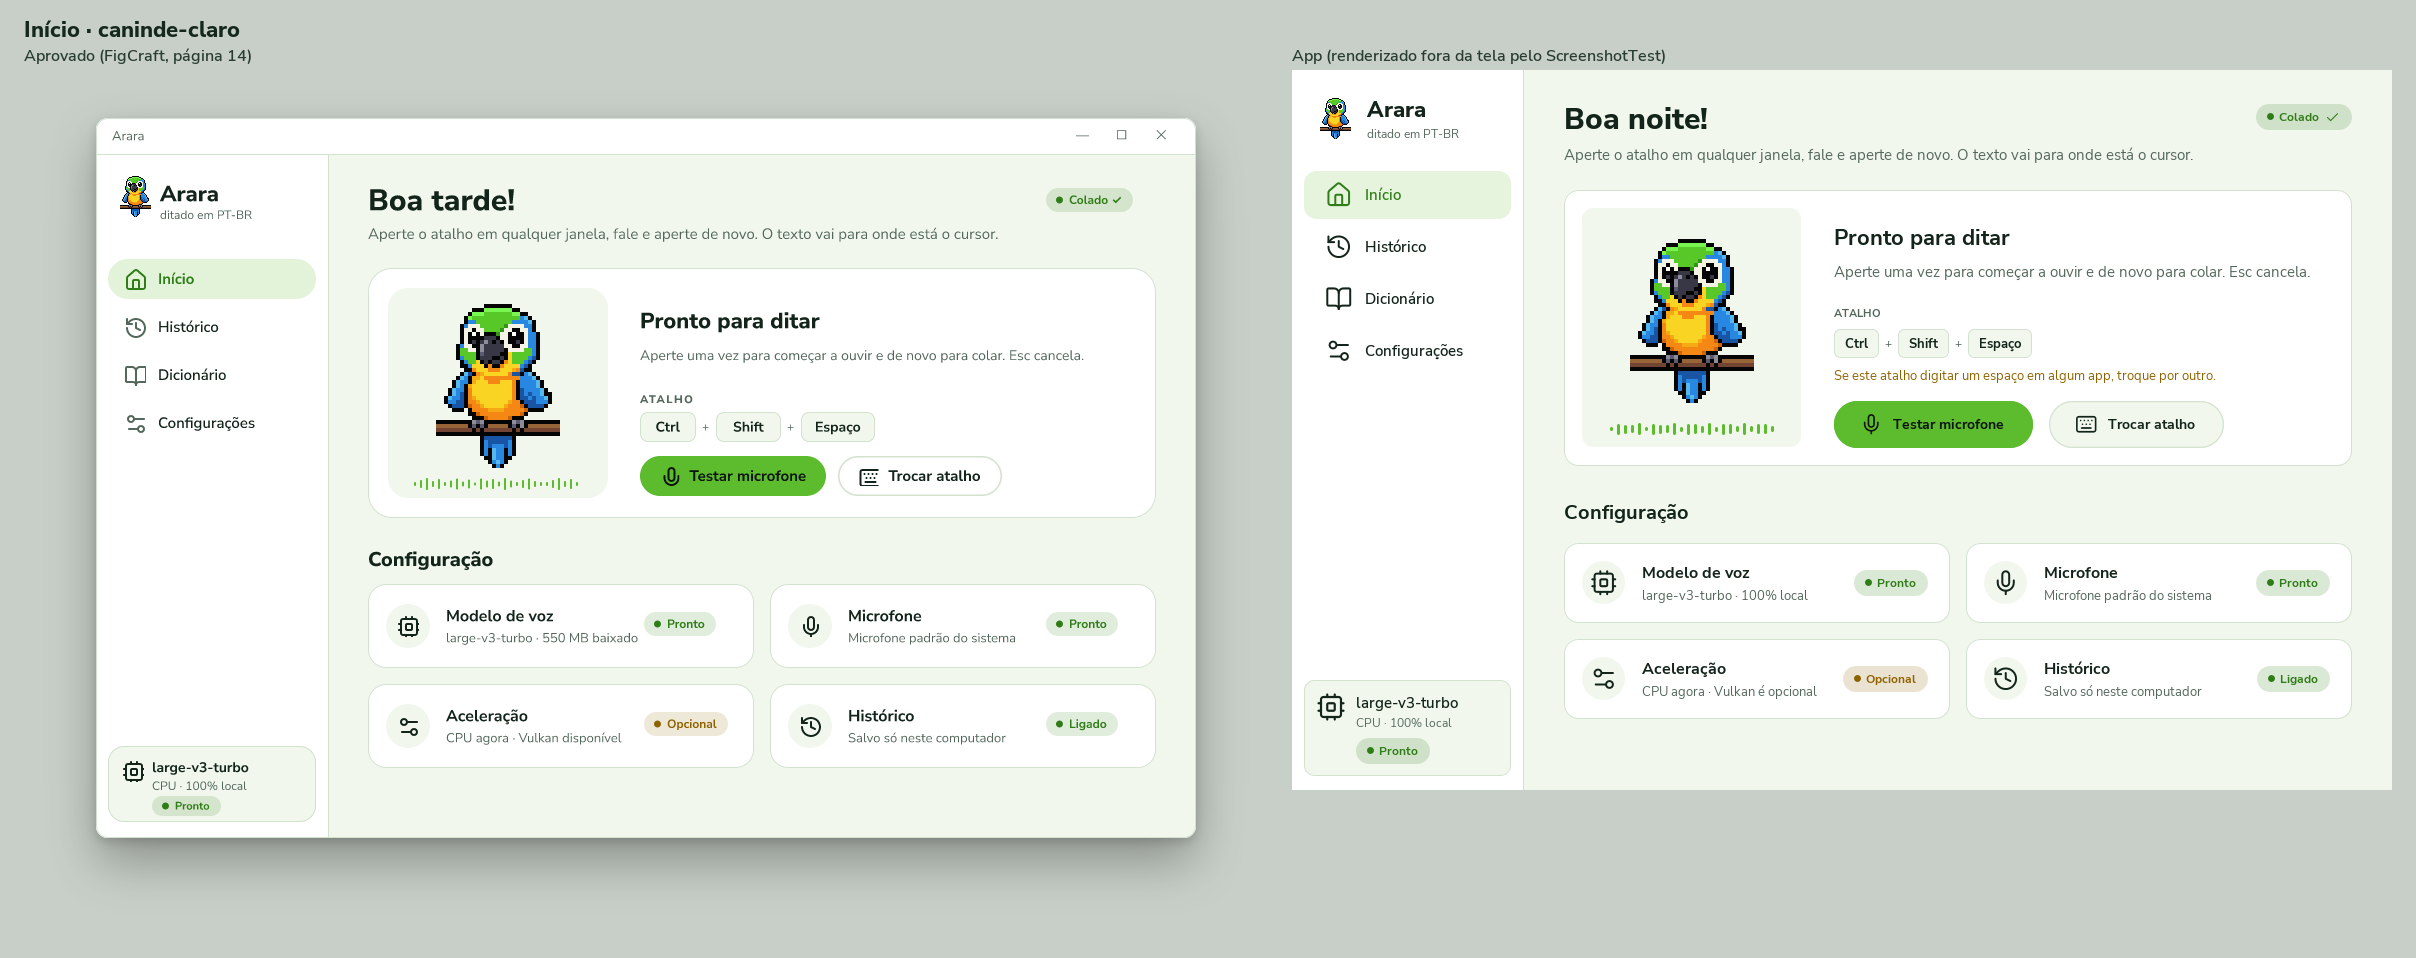 Início · caninde-claro
Aprovado (FigCraft, página 14)
Arara
Arara
ditado em PT-BR
Início
Histórico
Dicionário
Configurações
large-v3-turbo
CPU · 100% local
Pronto
Boa tarde!
Colado
Aperte o atalho em qualquer janela, fale e aperte de novo. O texto vai para onde está o cursor.
Pronto para ditar
Aperte uma vez para começar a ouvir e de novo para colar. Esc cancela.
ATALHO
Ctrl + Shift + Espaço
Testar microfone
Trocar atalho
Configuração
Modelo de voz
large-v3-turbo · 550 MB baixado
Pronto
Microfone
Microfone padrão do sistema
Pronto
Aceleração
CPU agora · Vulkan disponível
Opcional
Histórico
Salvo só neste computador
Ligado
App (renderizado fora da tela pelo ScreenshotTest)
Arara
ditado em PT-BR
Início
Histórico
Dicionário
Configurações
large-v3-turbo
CPU · 100% local
Pronto
Boa noite!
Colado
Aperte o atalho em qualquer janela, fale e aperte de novo. O texto vai para onde está o cursor.
Pronto para ditar
Aperte uma vez para começar a ouvir e de novo para colar. Esc cancela.
ATALHO
Ctrl + Shift + Espaço
Se este atalho digitar um espaço em algum app, troque por outro.
Testar microfone
Trocar atalho
Configuração
Modelo de voz
large-v3-turbo · 100% local
Pronto
Microfone
Microfone padrão do sistema
Pronto
Aceleração
CPU agora · Vulkan é opcional
Opcional
Histórico
Salvo só neste computador
Ligado